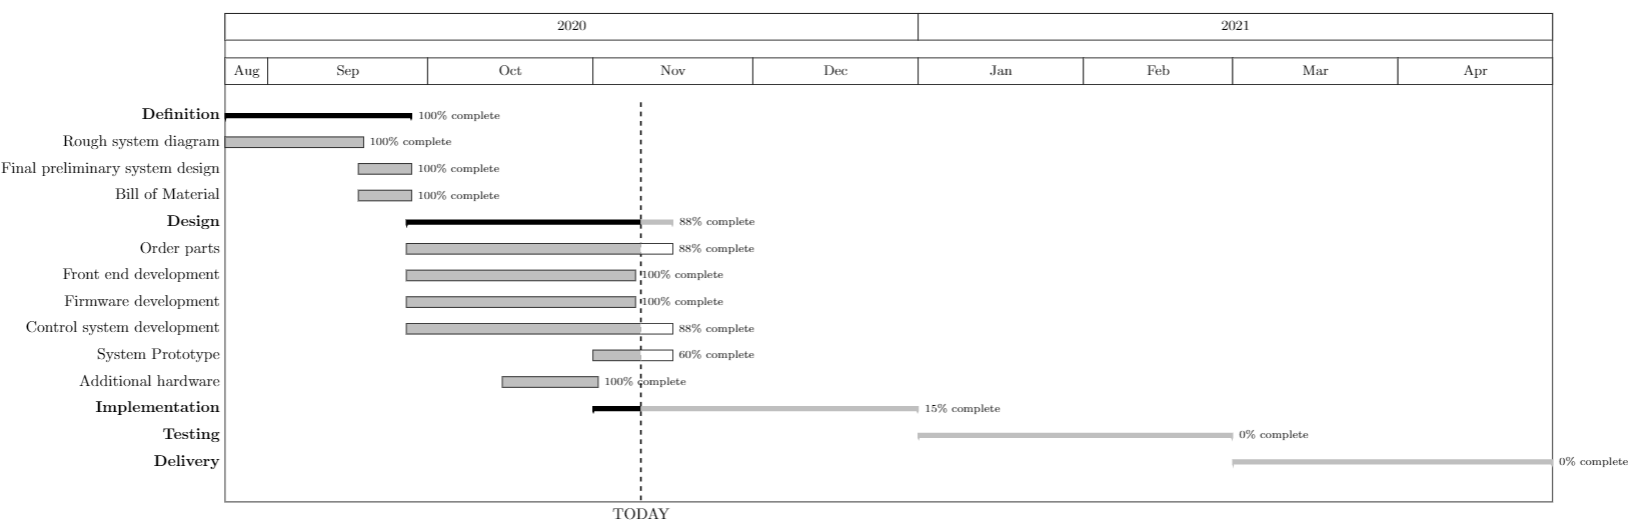 2020 2021
Aug Sep Oct Nov Dec Jan Feb Mar Apr
Definition 100% complete
Rough system diagram 100% complete
Final preliminary system design 100% complete
Bill of Material 100% complete
Design 88% complete
Order parts 88% complete
Front end development 100% complete
Firmware development 100% complete
Control system development 88% complete
System Prototype 60% complete
Additional hardware 100% complete
Implementation 15% complete
Testing 0% complete
Delivery 0% complete
TODAY